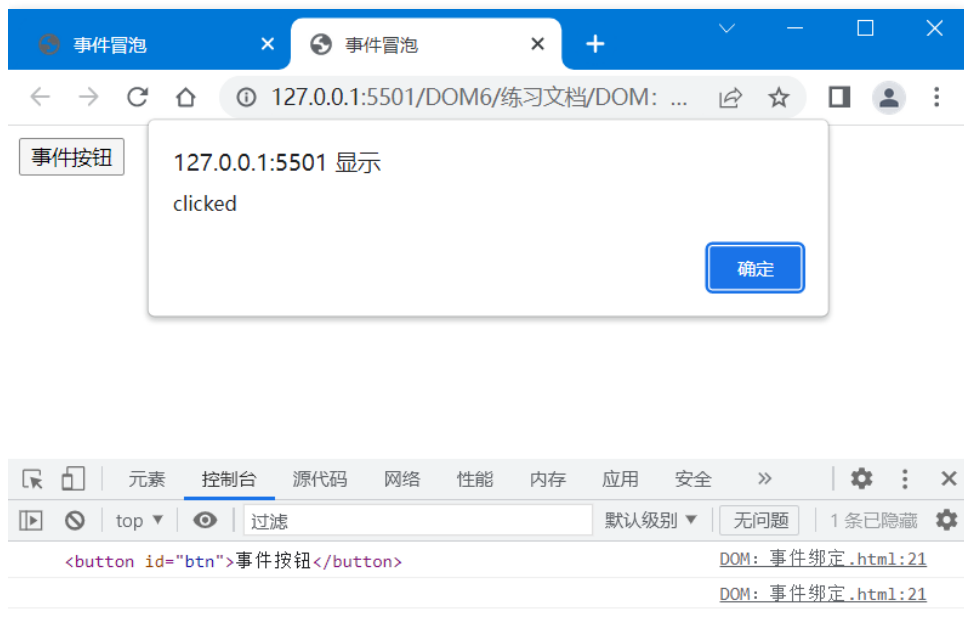 事件冒泡 事件冒泡
127.0.0.1:5501/DOM6/练习文档/DOM: ...
事件按钮
127.0.0.1:5501 显示
clicked
确定
元素 控制台 源代码 网络 性能 内存 应用 安全
top 过滤 默认级别 无问题 1 条已隐藏
<button id="btn">事件按钮</button> DOM: 事件绑定.html:21
DOM: 事件绑定.html:21